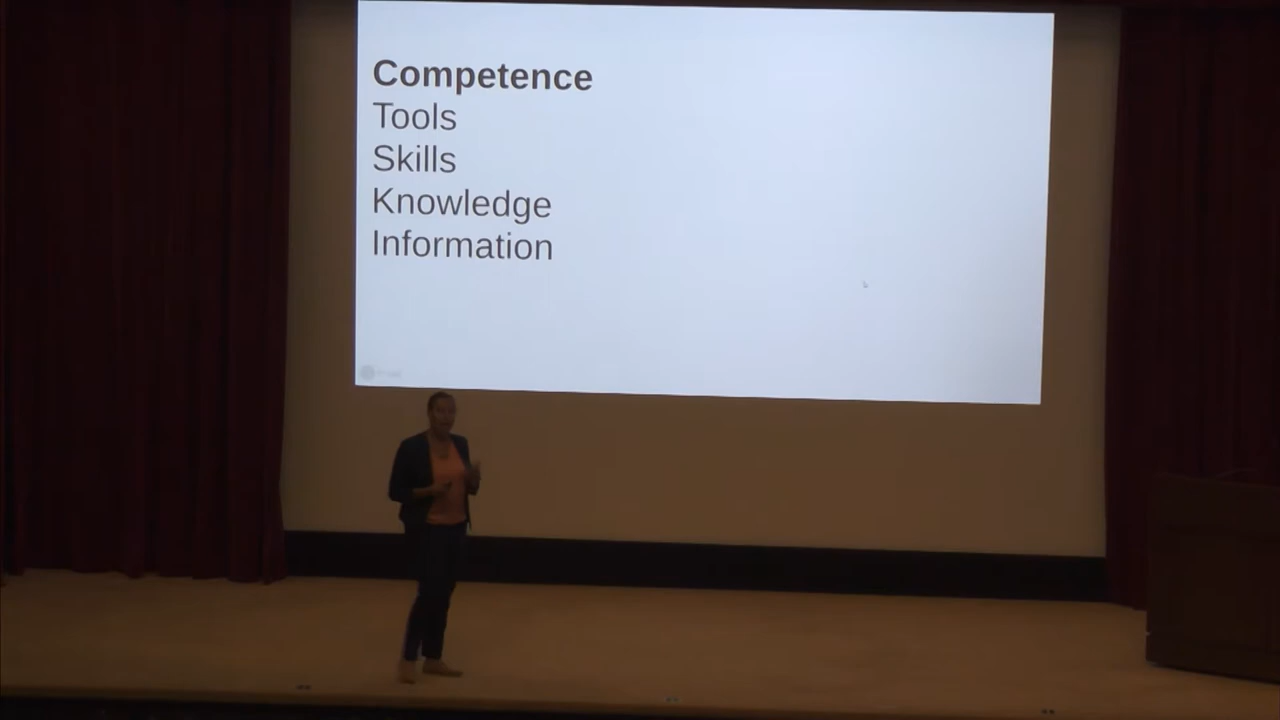 Competence
Tools
Skills
Knowledge
Information